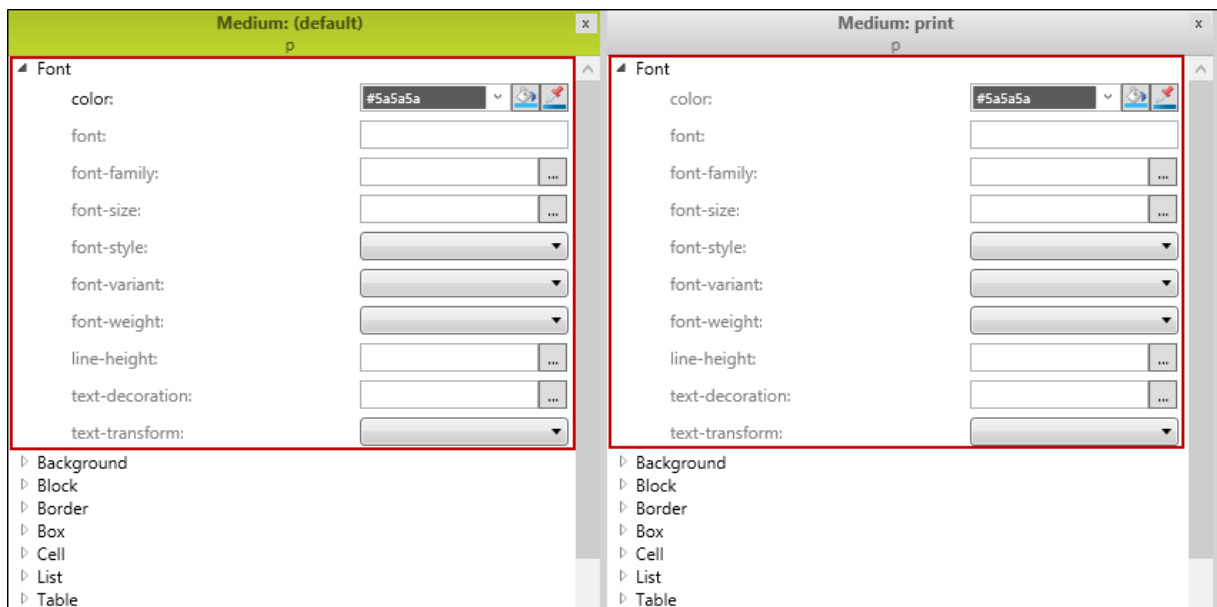 Medium: (default)
x
p
Font
color:
#5a5a5a
font:
font-family:
...
font-size:
...
font-style:
font-variant:
font-weight:
line-height:
...
text-decoration:
...
text-transform:
Background
Block
Border
Box
Cell
List
Table
Medium: print
x
p
Font
color:
#5a5a5a
font:
font-family:
...
font-size:
...
font-style:
font-variant:
font-weight:
line-height:
...
text-decoration:
...
text-transform:
Background
Block
Border
Box
Cell
List
Table